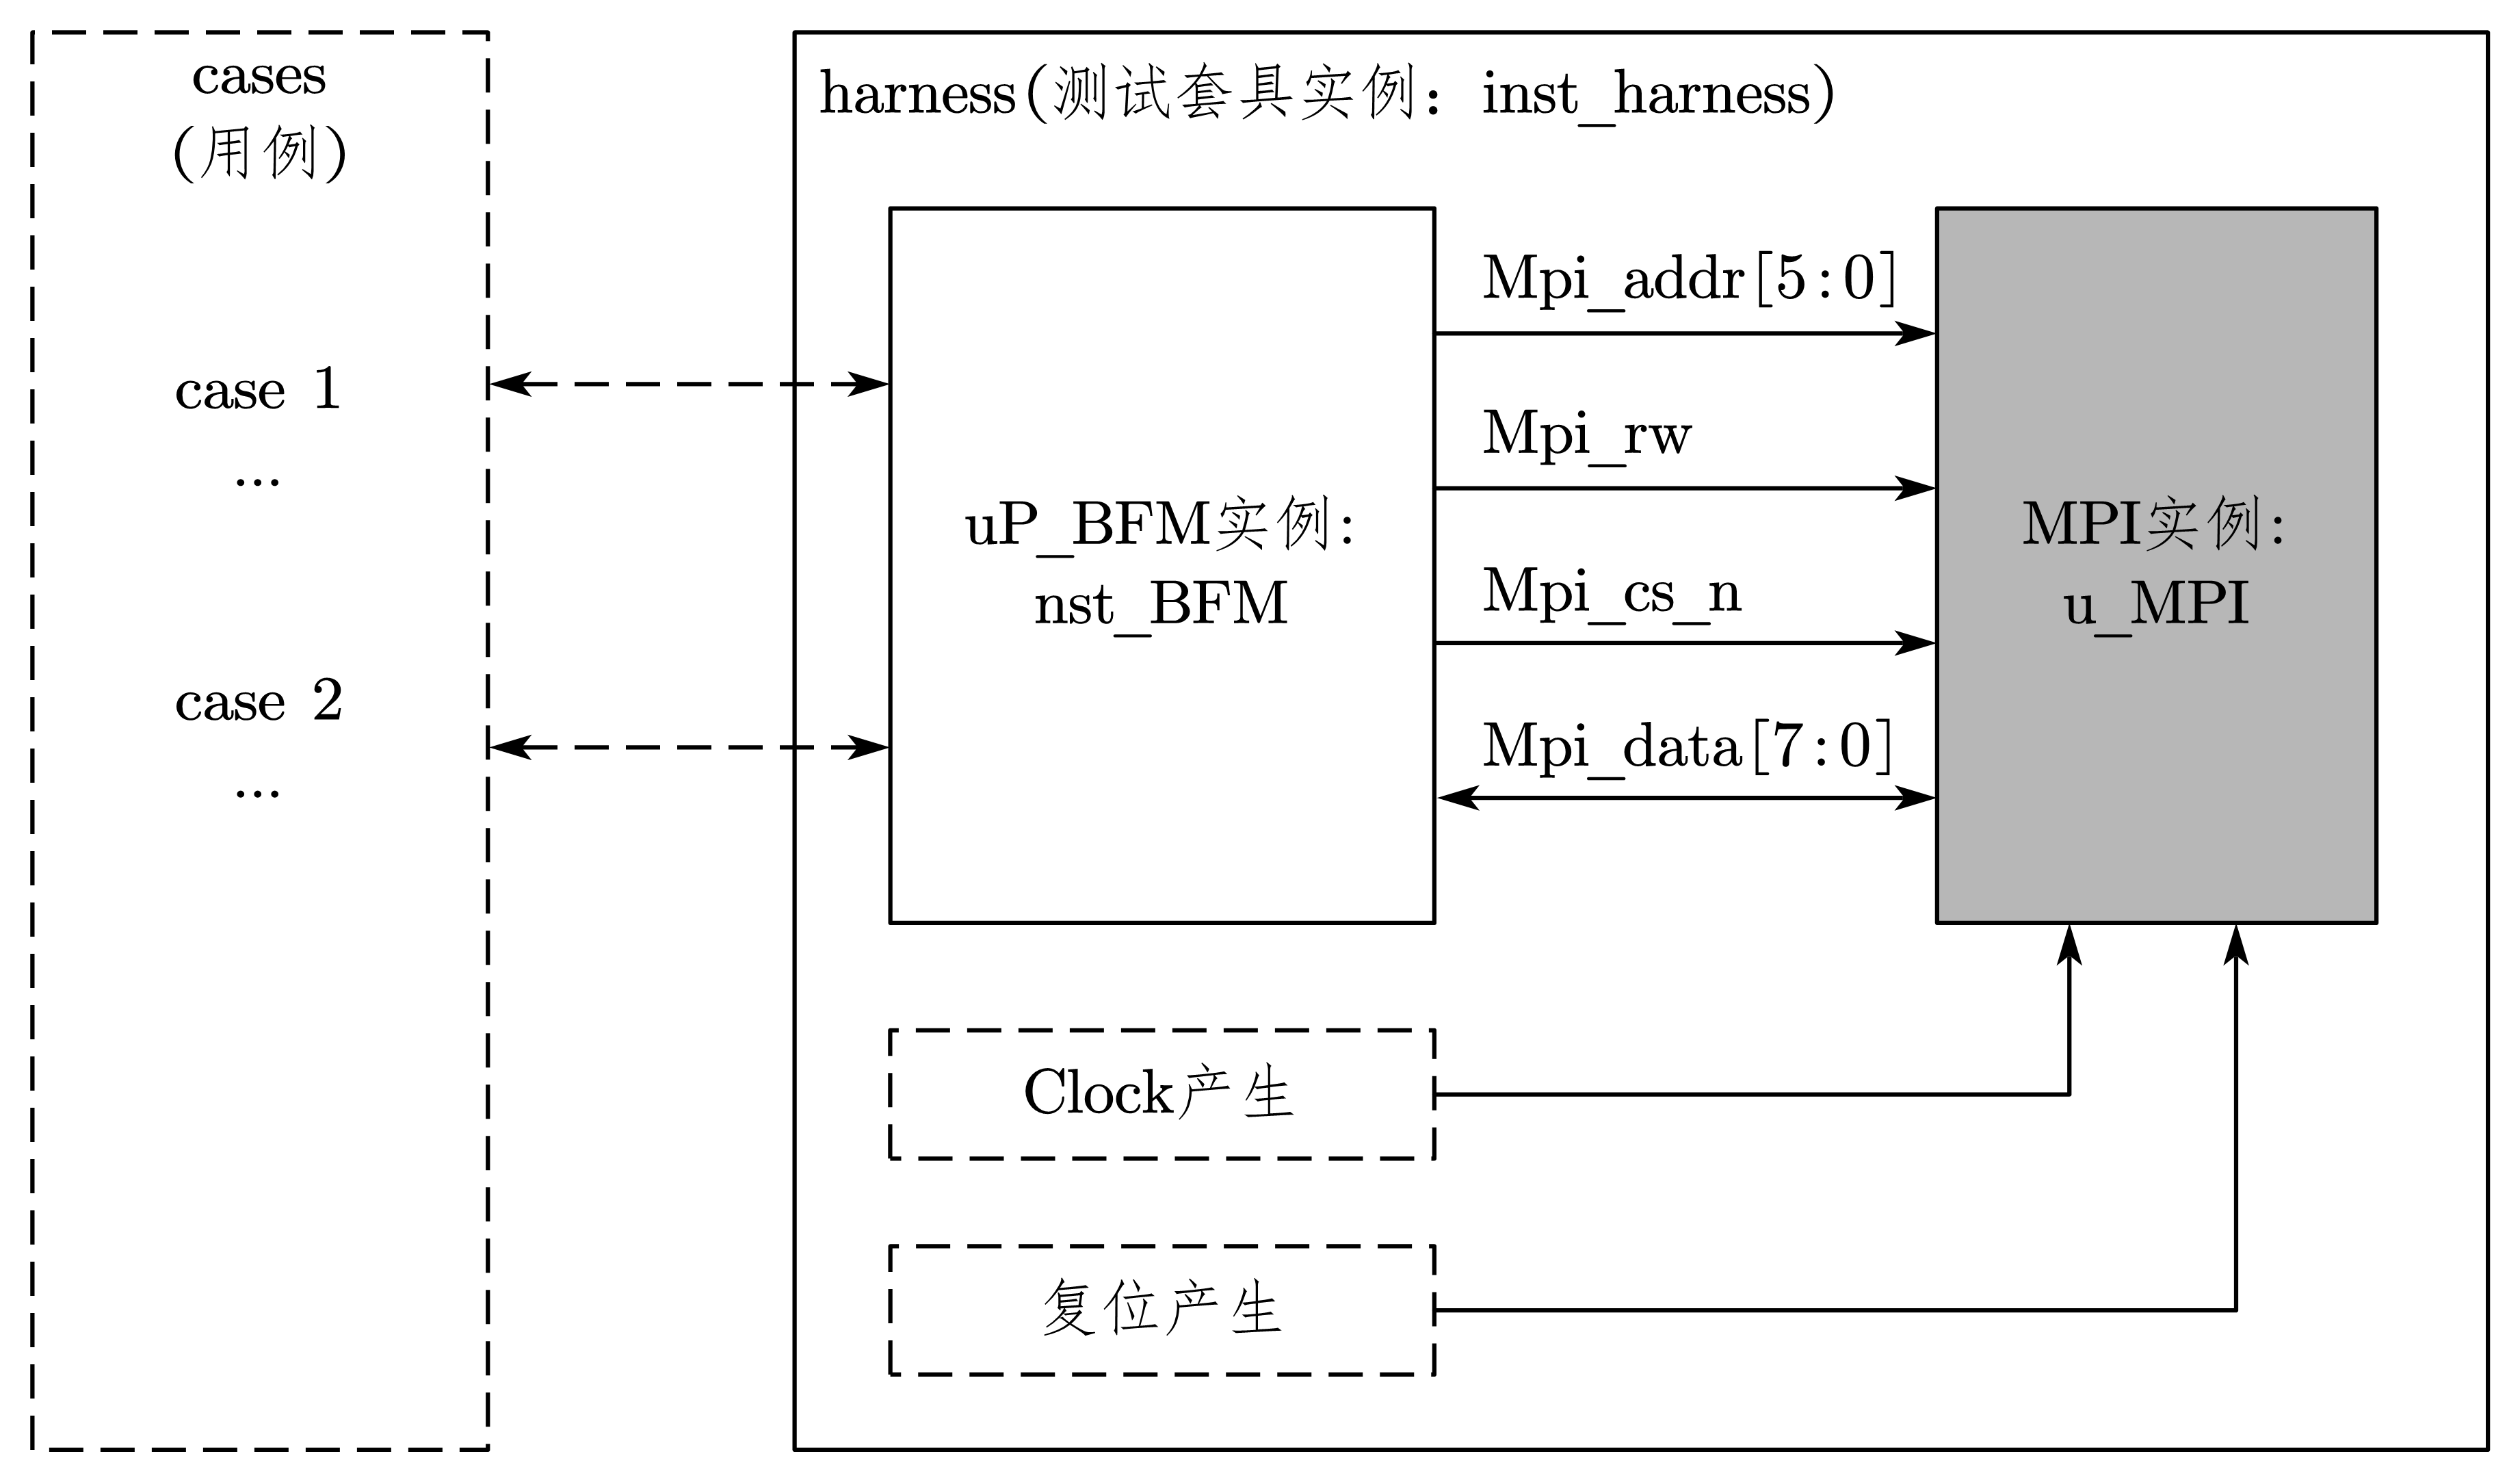 cases
(用例)
case 1
...
case 2
...
harness(测试套具实例: inst_harness)
uP_BFM实例:
nst_BFM
Mpi_addr[5:0]
Mpi_rw
Mpi_cs_n
Mpi_data[7:0]
MPI实例:
u_MPI
Clock产生
复位产生